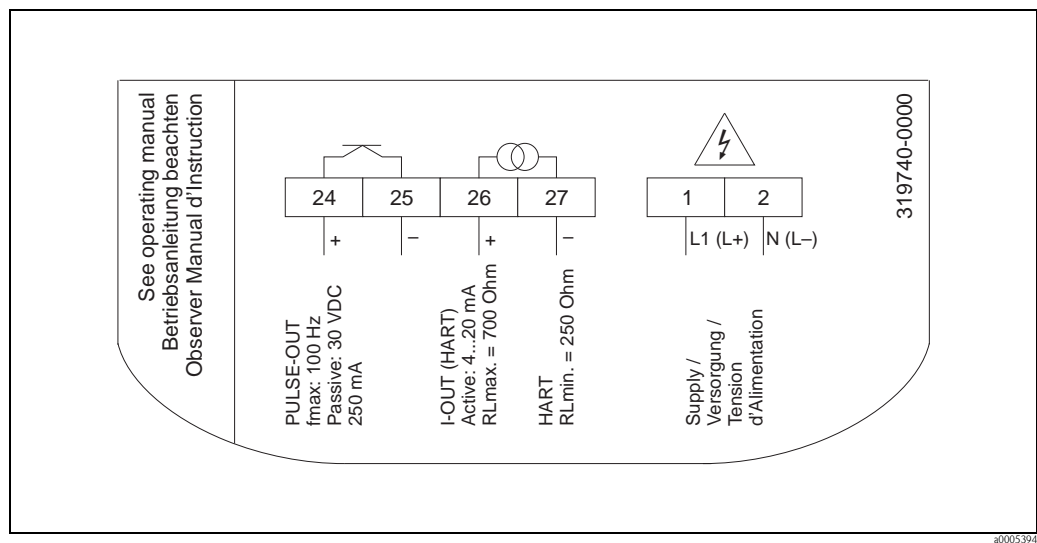 See operating manual
Betriebsanleitung beachten
Observer Manual d'Instruction
24
25
26
27
1
2
+
–
+
–
L1 (L+)
N (L–)
PULSE-OUT
fmax: 100 Hz
Passive: 30 VDC
250 mA
I-OUT (HART)
Active: 4...20 mA
RLmax. = 700 Ohm
HART
RLmin. = 250 Ohm
Supply /
Versorgung /
Tension
d'Alimentation
319740-0000
a0005394